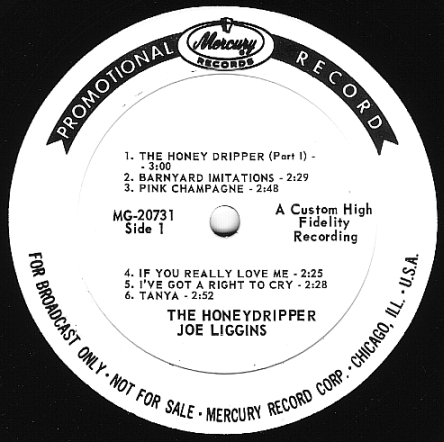 PROMOTIONAL RECORD
Mercury
RECORDS
1. THE HONEY DRIPPER (Part I) -
- 3:00
2. BARNYARD IMITATIONS - 2:29
3. PINK CHAMPAGNE - 2:48
MG-20731
Side 1
A Custom High
Fidelity
Recording
4. IF YOU REALLY LOVE ME - 2:25
5. I'VE GOT A RIGHT TO CRY - 2:28
6. TANYA - 2:52
THE HONEYDRIPPER
JOE LIGGINS
FOR BROADCAST ONLY • NOT FOR SALE • MERCURY RECORD CORP. • CHICAGO, ILL. • U.S.A.